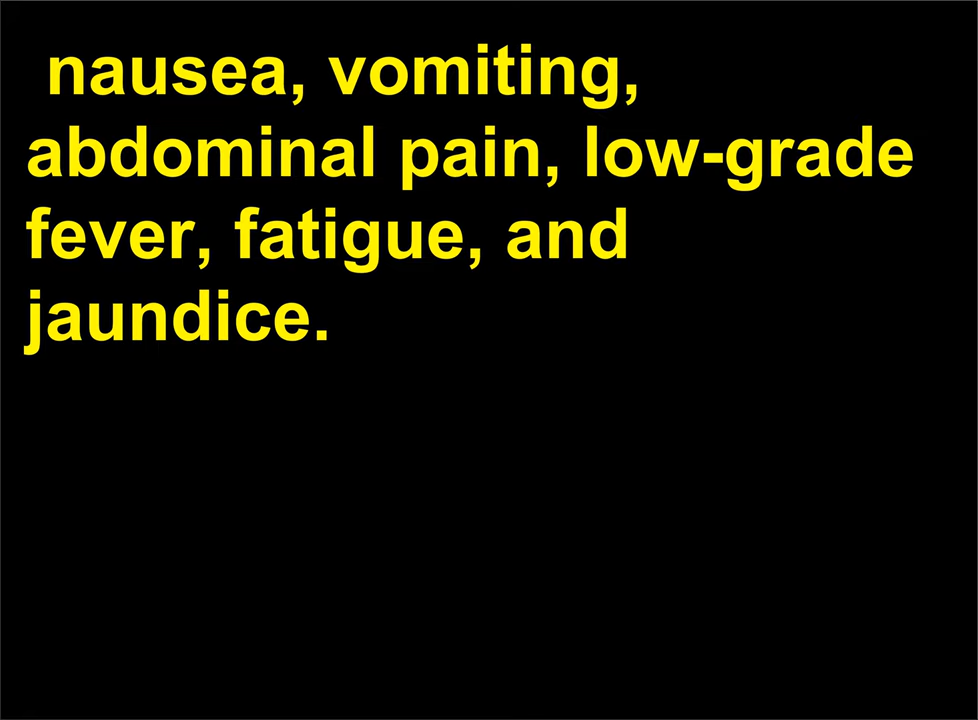 nausea, vomiting,
abdominal pain, low-grade
fever, fatigue, and
jaundice.